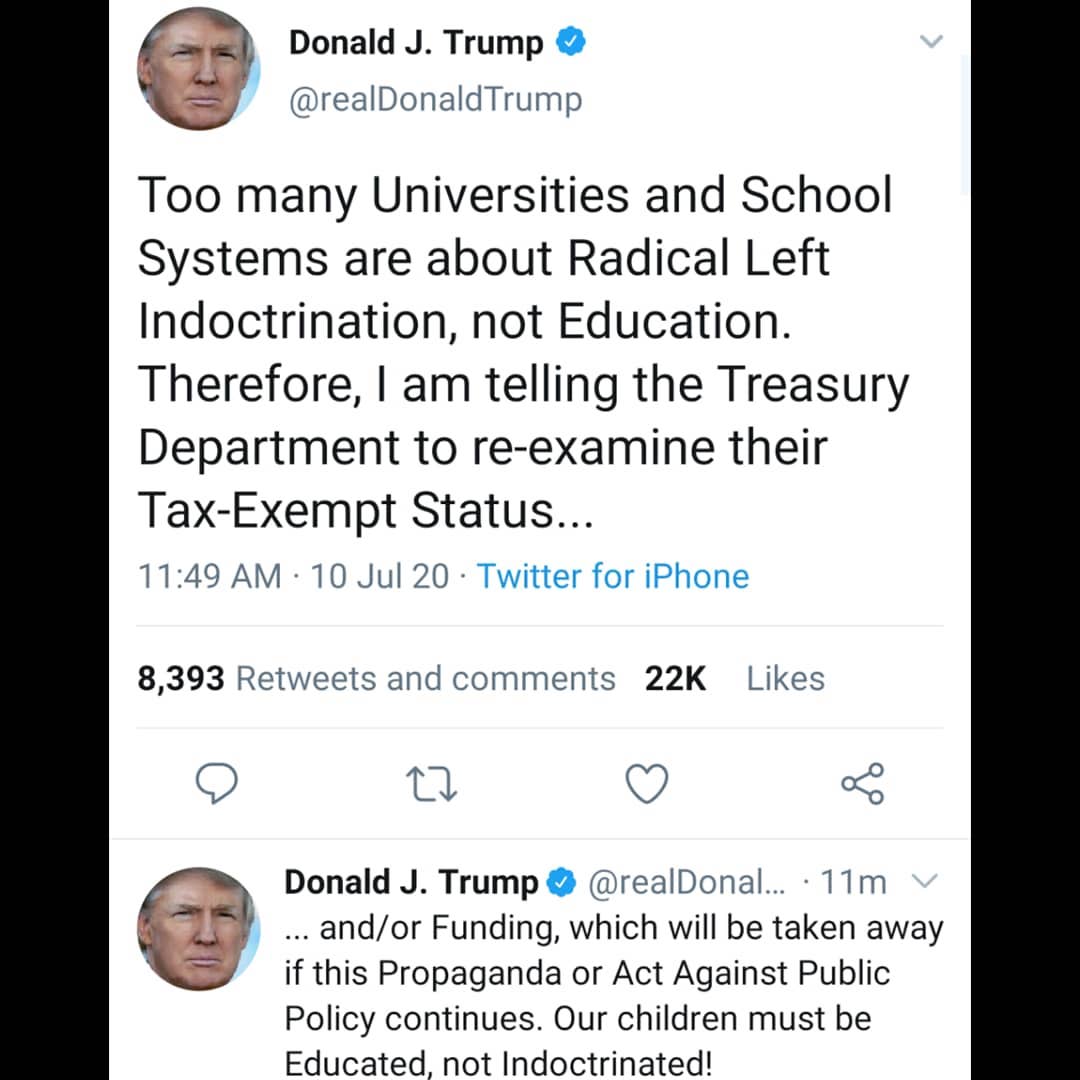 Donald J. Trump
@realDonaldTrump
Too many Universities and School
Systems are about Radical Left
Indoctrination, not Education.
Therefore, I am telling the Treasury
Department to re-examine their
Tax-Exempt Status...
11:49 AM · 10 Jul 20 · Twitter for iPhone
8,393 Retweets and comments 22K Likes
Donald J. Trump @realDonal... · 11m
... and/or Funding, which will be taken away
if this Propaganda or Act Against Public
Policy continues. Our children must be
Educated, not Indoctrinated!